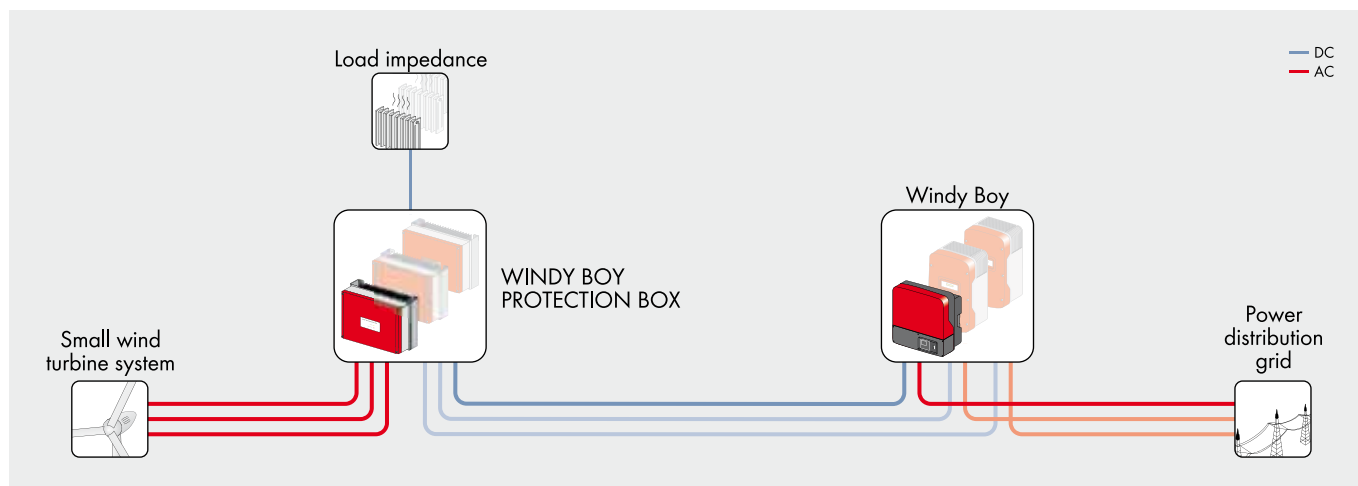 Load impedance
DC
AC
Windy Boy
WINDY BOY
PROTECTION BOX
Small wind
turbine system
Power
distribution
grid